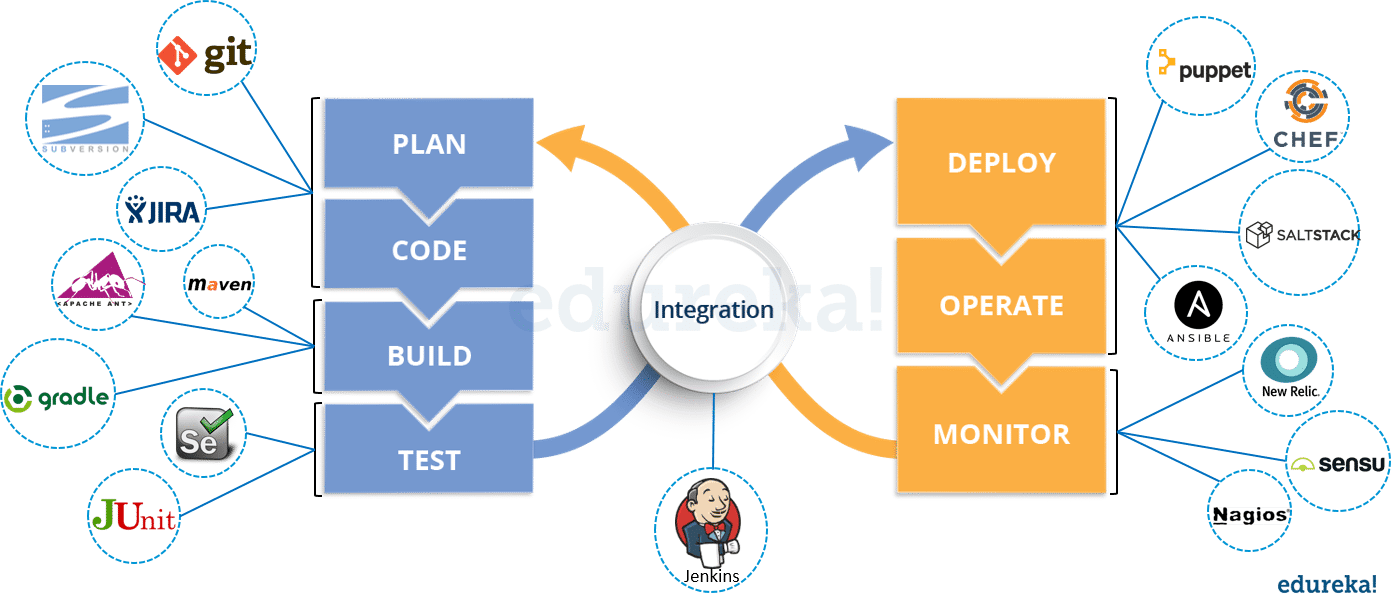 git
SUBVERSION
JIRA
<APACHE ANT>
maven
gradle
Se
JUnit
PLAN
CODE
BUILD
TEST
edureka!
Integration
Jenkins
DEPLOY
OPERATE
MONITOR
puppet
CHEF
SALTSTACK
A
ANSIBLE
New Relic.
sensu
Nagios®
edureka!